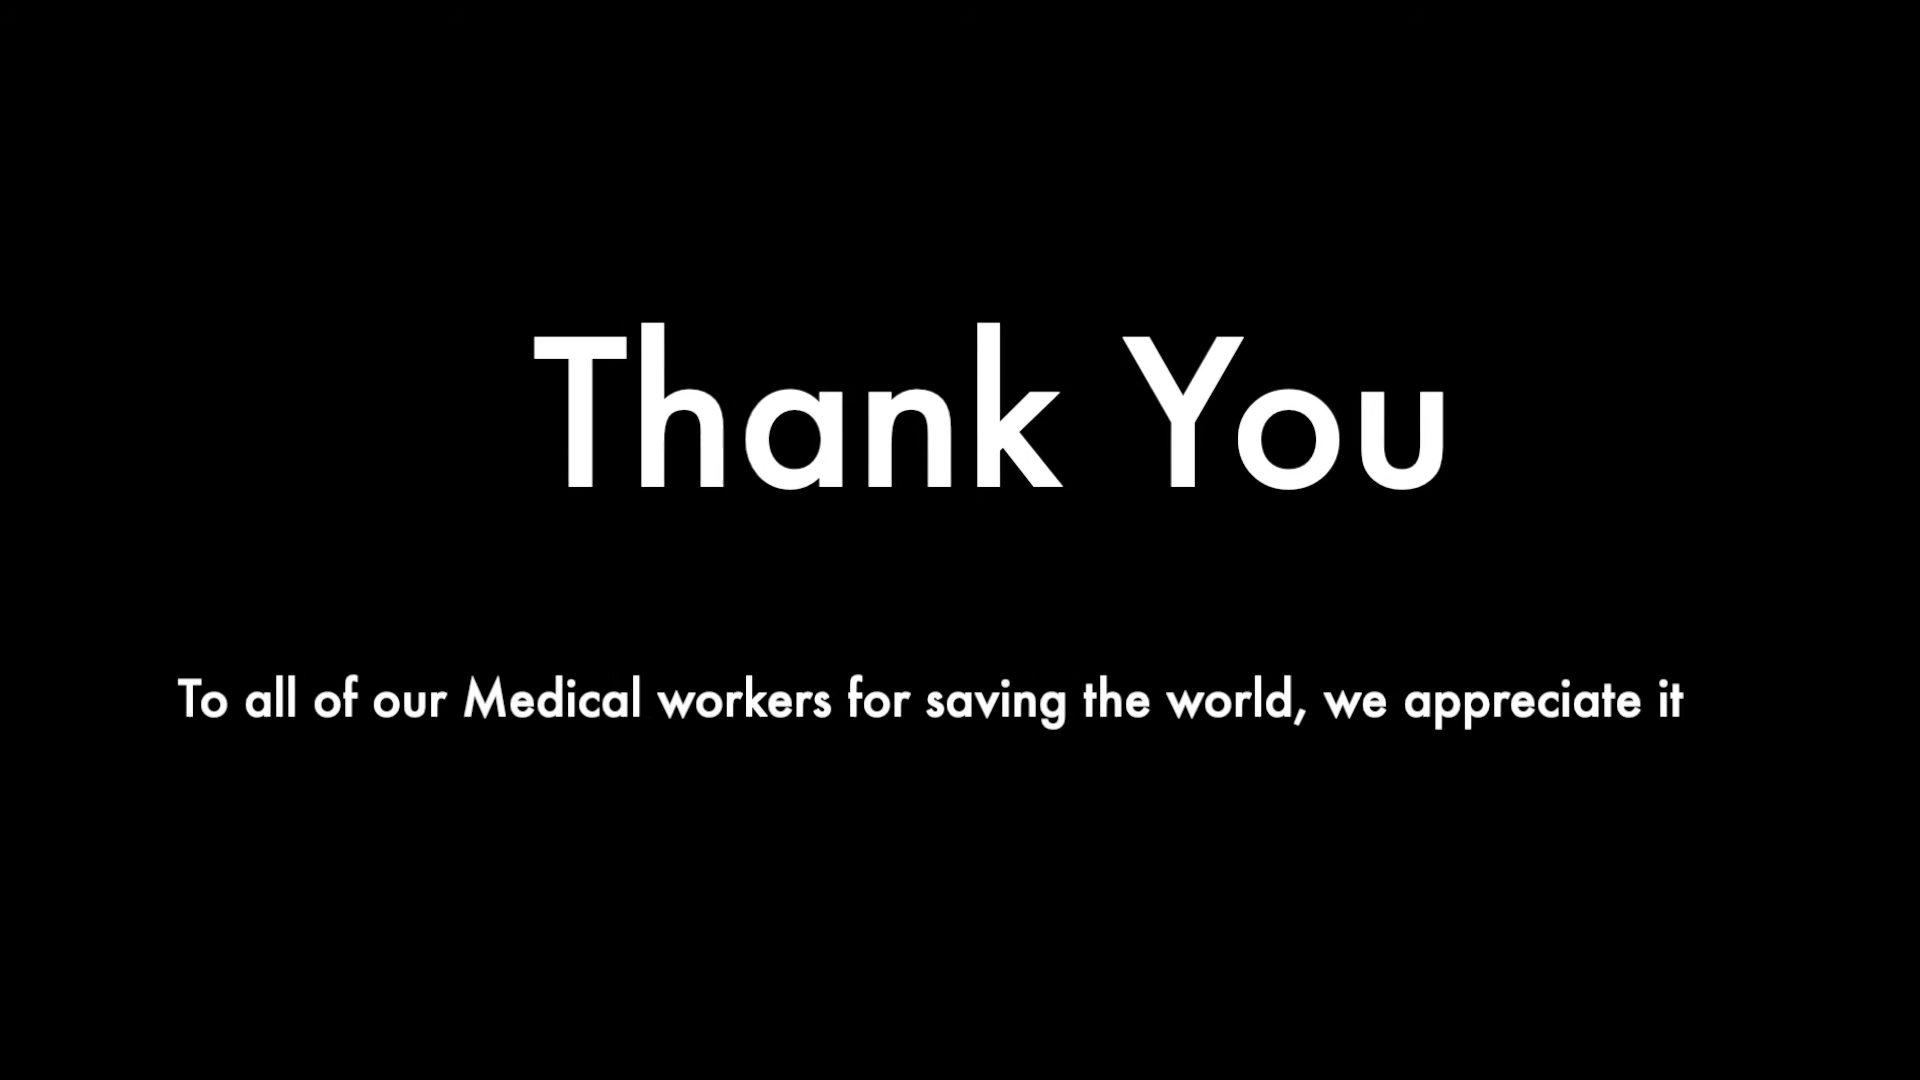 Thank You
To all of our Medical workers for saving the world, we appreciate it